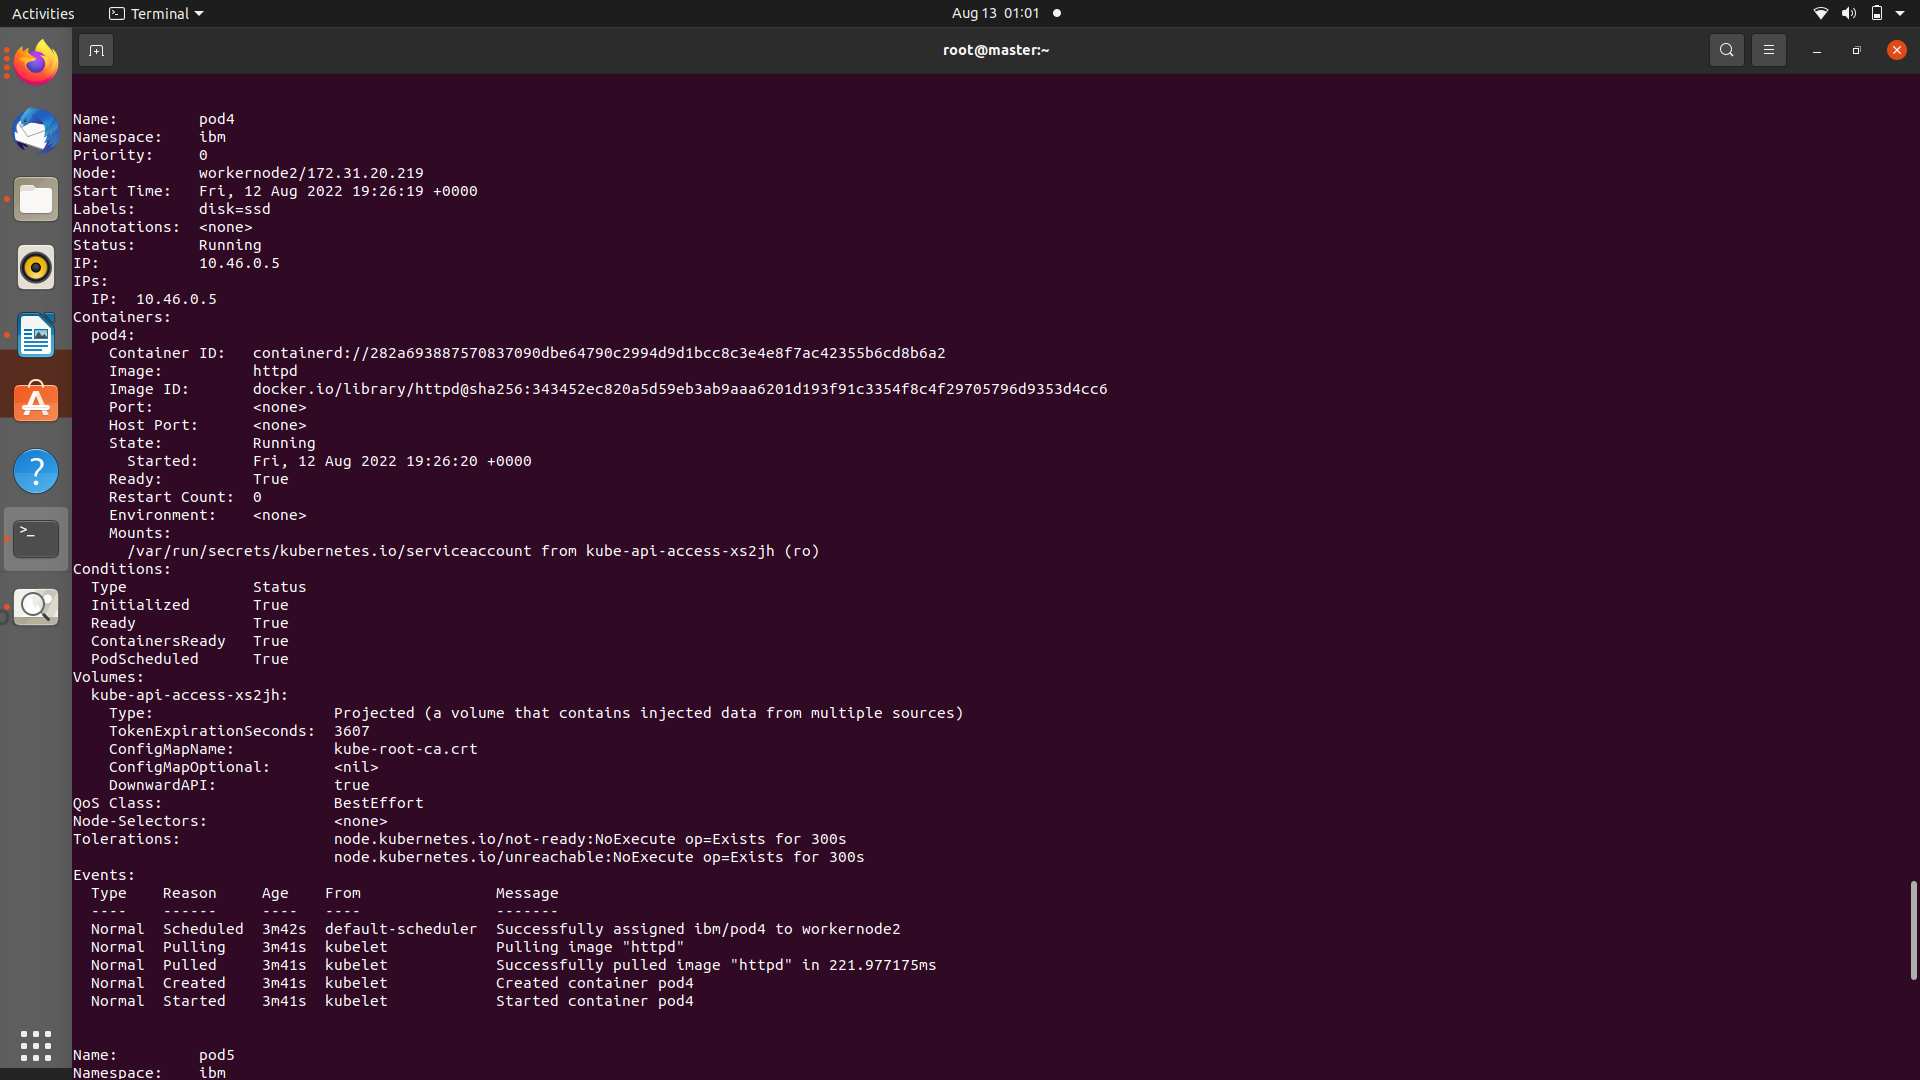 Activities Terminal Aug 13 01:01
root@master:~
Name: pod4
Namespace: ibm
Priority: 0
Node: workernode2/172.31.20.219
Start Time: Fri, 12 Aug 2022 19:26:19 +0000
Labels: disk=ssd
Annotations: <none>
Status: Running
IP: 10.46.0.5
IPs:
IP: 10.46.0.5
Containers:
pod4:
Container ID: containerd://282a693887570837090dbe64790c2994d9d1bcc8c3e4e8f7ac42355b6cd8b6a2
Image: httpd
Image ID: docker.io/library/httpd@sha256:343452ec820a5d59eb3ab9aaa6201d193f91c3354f8c4f29705796d9353d4cc6
Port: <none>
Host Port: <none>
State: Running
Started: Fri, 12 Aug 2022 19:26:20 +0000
Ready: True
Restart Count: 0
Environment: <none>
Mounts:
/var/run/secrets/kubernetes.io/serviceaccount from kube-api-access-xs2jh (ro)
Conditions:
Type Status
Initialized True
Ready True
ContainersReady True
PodScheduled True
Volumes:
kube-api-access-xs2jh:
Type: Projected (a volume that contains injected data from multiple sources)
TokenExpirationSeconds: 3607
ConfigMapName: kube-root-ca.crt
ConfigMapOptional: <nil>
DownwardAPI: true
QoS Class: BestEffort
Node-Selectors: <none>
Tolerations: node.kubernetes.io/not-ready:NoExecute op=Exists for 300s
node.kubernetes.io/unreachable:NoExecute op=Exists for 300s
Events:
Type Reason Age From Message
---- ------ ---- ---- -------
Normal Scheduled 3m42s default-scheduler Successfully assigned ibm/pod4 to workernode2
Normal Pulling 3m41s kubelet Pulling image "httpd"
Normal Pulled 3m41s kubelet Successfully pulled image "httpd" in 221.977175ms
Normal Created 3m41s kubelet Created container pod4
Normal Started 3m41s kubelet Started container pod4
Name: pod5
Namespace: ibm